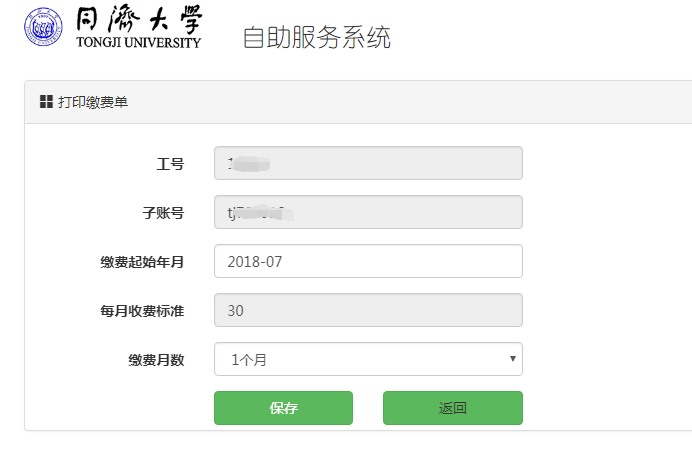 同濟大学
TONGJI UNIVERSITY
自助服务系统
打印缴费单
工号
子账号
缴费起始年月 2018-07
每月收费标准 30
缴费月数 1个月
保存 返回